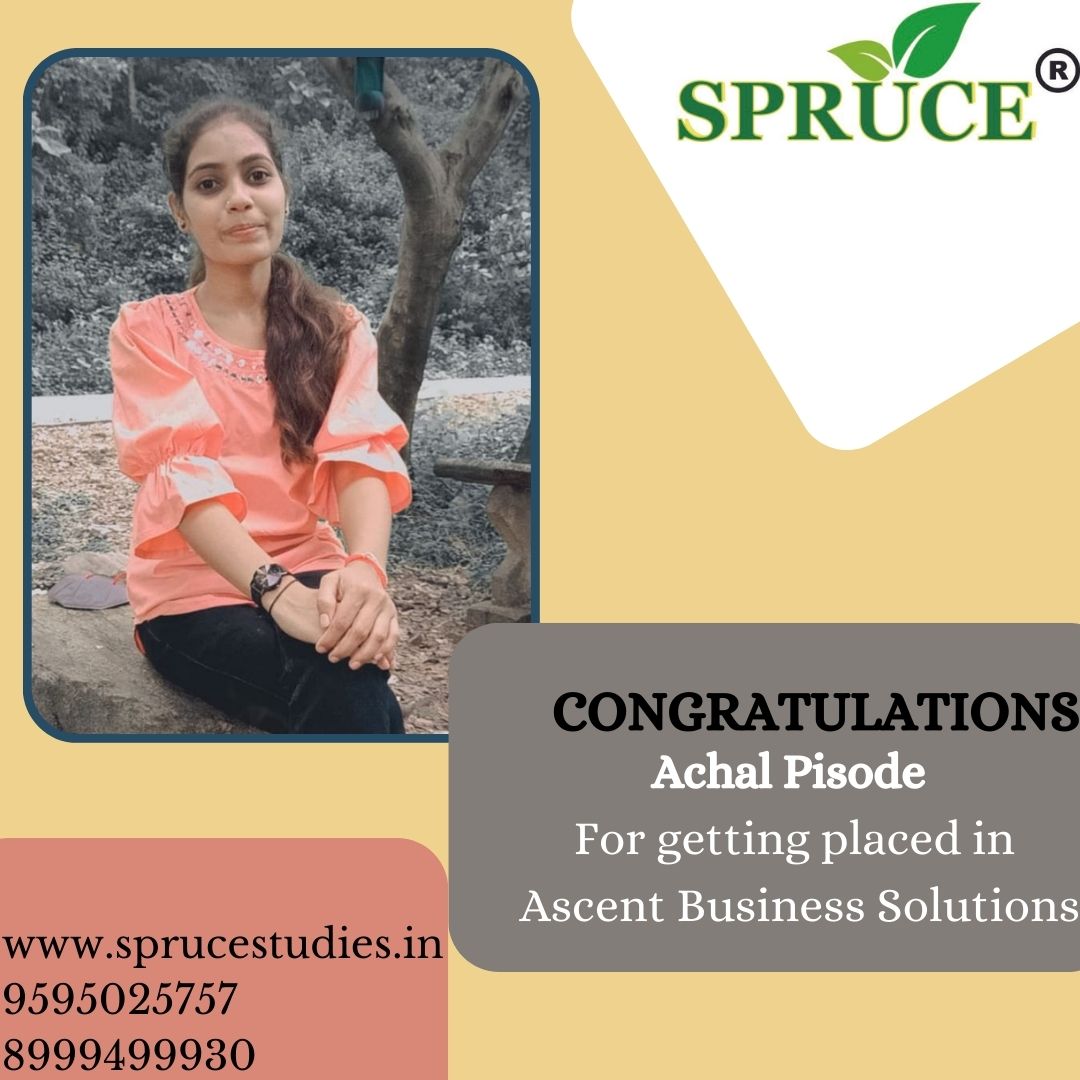 SPRUCE®
CONGRATULATIONS
Achal Pisode
For getting placed in
Ascent Business Solutions
www.sprucestudies.in
9595025757
8999499930